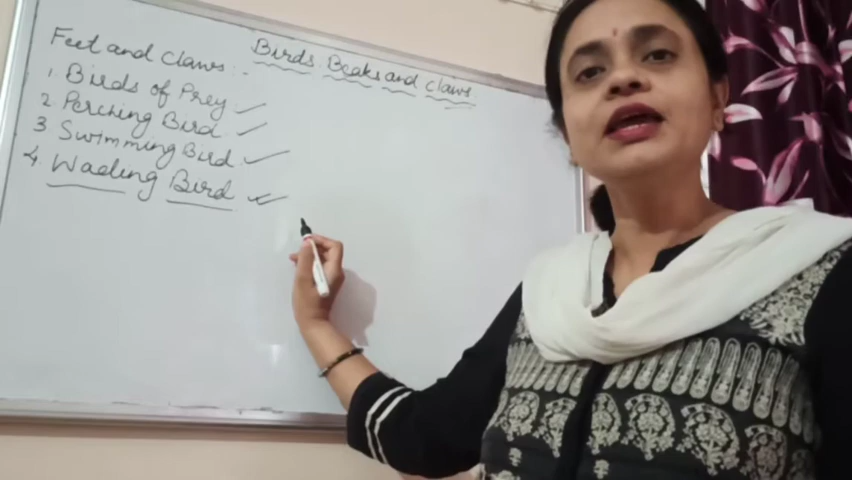 Birds Beaks and claws
Feet and claws :-
1. Birds of Prey
2. Perching Bird
3 Swimming Bird
4. Wading Bird